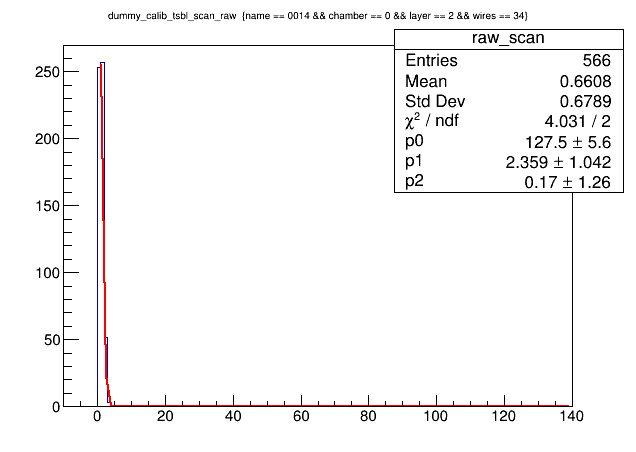 dummy_calib_tsbl_scan_raw {name == 0014 && chamber == 0 && layer == 2 && wires == 34}
raw_scan
Entries 566
Mean 0.6608
Std Dev 0.6789
χ² / ndf 4.031 / 2
p0 127.5 ± 5.6
p1 2.359 ± 1.042
p2 0.17 ± 1.26
250
200
150
100
50
0
0 20 40 60 80 100 120 140